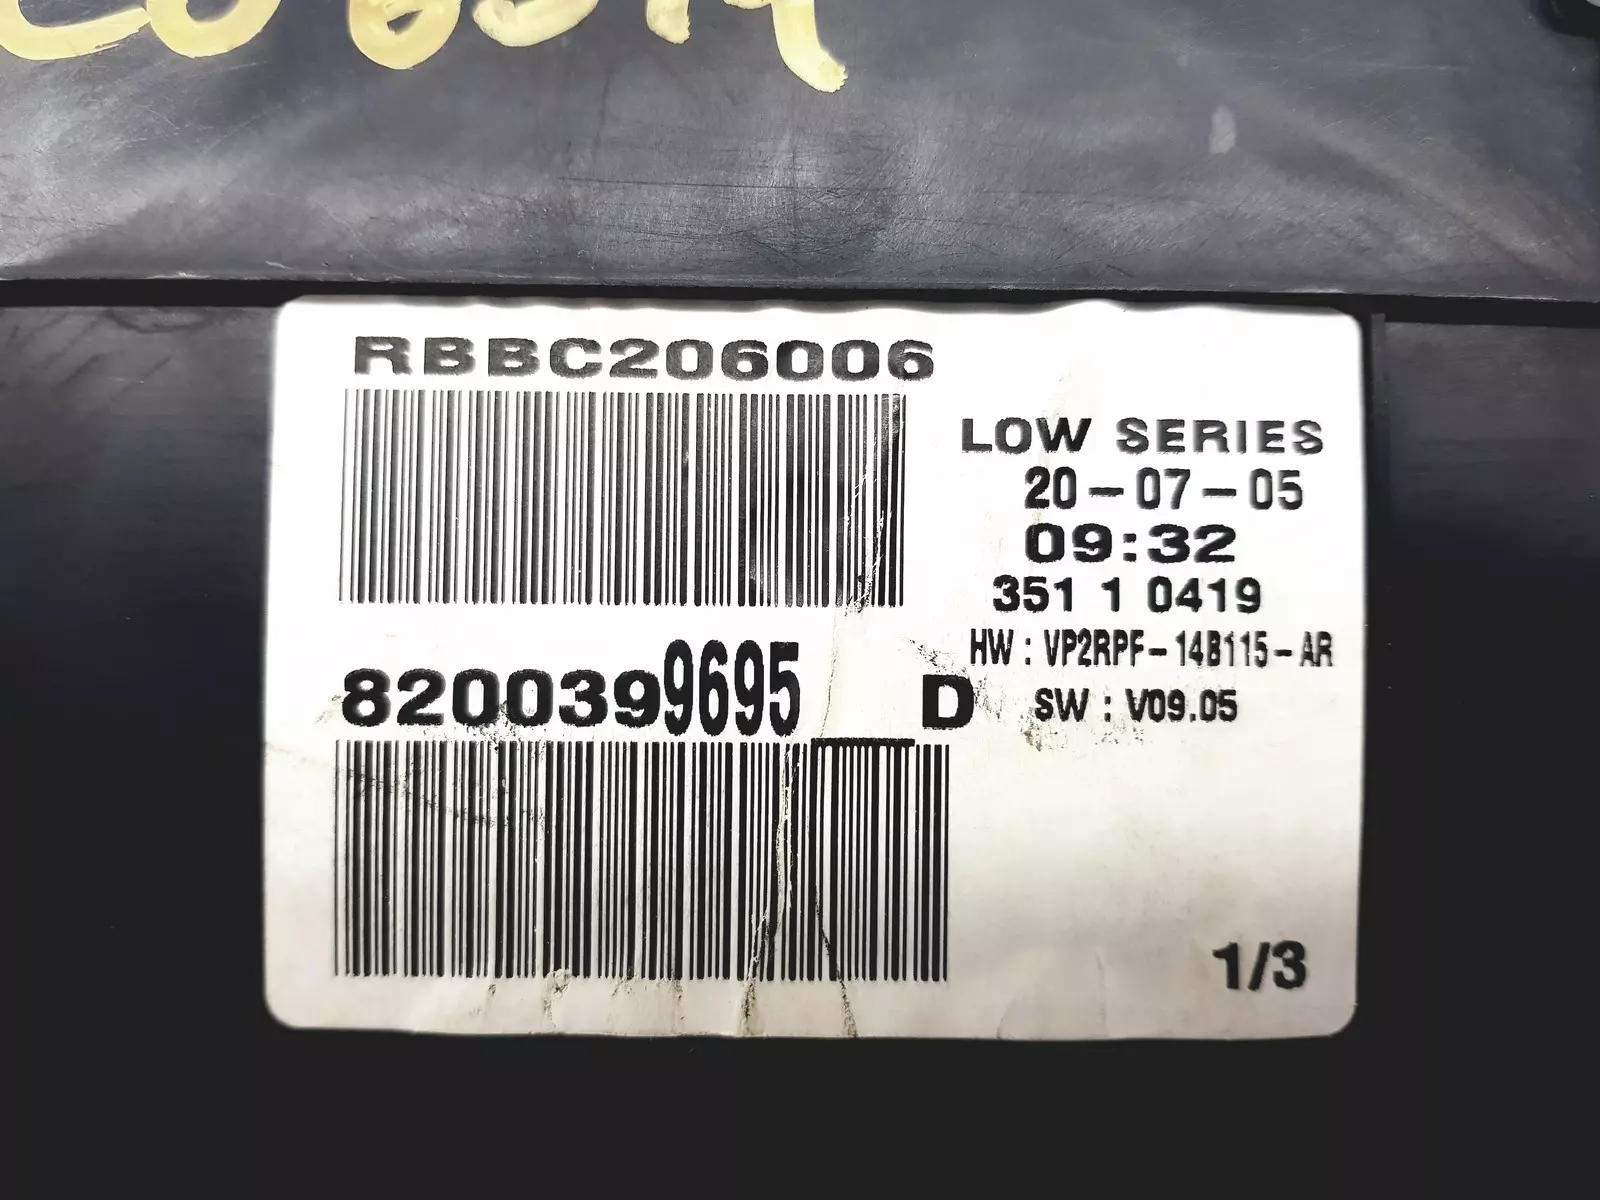 RBBC206006
LOW SERIES
20-07-05
09:32
351 1 0419
HW : VP2RPF-14B115-AR
8200399695 D
SW : V09.05
1/3